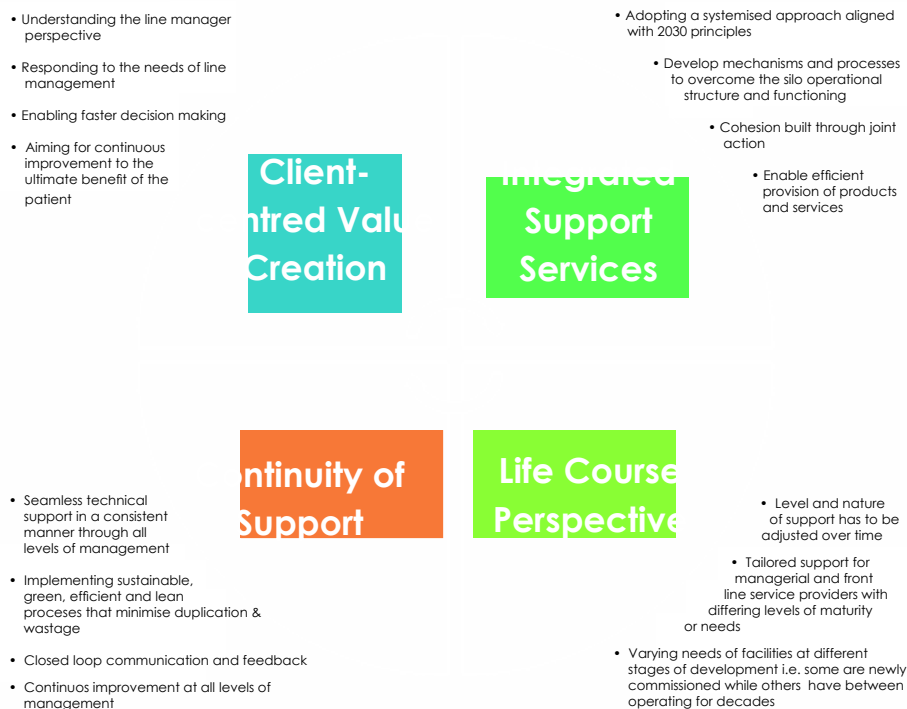 • Understanding the line manager
perspective
• Responding to the needs of line
management
• Enabling faster decision making
• Aiming for continuous
improvement to the
ultimate benefit of the
patient
• Adopting a systemised approach aligned
with 2030 principles
• Develop mechanisms and processes
to overcome the silo operational
structure and functioning
• Cohesion built through joint
action
• Enable efficient
provision of products
and services
Client-
ntred Valu
Creation
Integrated
Support
Services
ntinuity of
Support
Life Course
Perspective
• Seamless technical
support in a consistent
manner through all
levels of management
• Implementing sustainable,
green, efficient and lean
proceses that minimise duplication &
wastage
• Closed loop communication and feedback
• Continuos improvement at all levels of
management
• Level and nature
of support has to be
adjusted over time
• Tailored support for
managerial and front
line service providers with
differing levels of maturity
or needs
• Varying needs of facilities at different
stages of development i.e. some are newly
commissioned while others have between
operating for decades